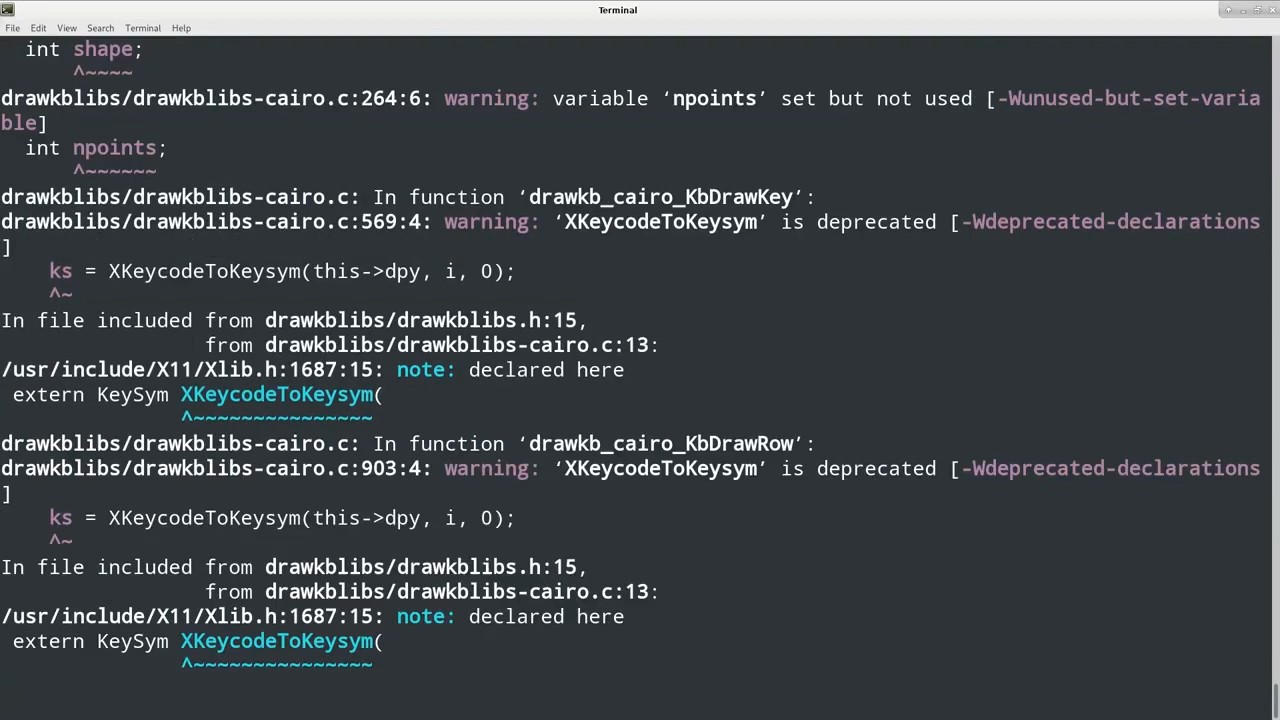 Terminal
File Edit View Search Terminal Help
int shape;
^~~~~
drawkblibs/drawkblibs-cairo.c:264:6: warning: variable ‘npoints’ set but not used [-Wunused-but-set-varia
ble]
int npoints;
^~~~~~~
drawkblibs/drawkblibs-cairo.c: In function ‘drawkb_cairo_KbDrawKey’:
drawkblibs/drawkblibs-cairo.c:569:4: warning: ‘XKeycodeToKeysym’ is deprecated [-Wdeprecated-declarations
]
ks = XKeycodeToKeysym(this->dpy, i, 0);
^~
In file included from drawkblibs/drawkblibs.h:15,
from drawkblibs/drawkblibs-cairo.c:13:
/usr/include/X11/Xlib.h:1687:15: note: declared here
extern KeySym XKeycodeToKeysym(
^~~~~~~~~~~~~~~~
drawkblibs/drawkblibs-cairo.c: In function ‘drawkb_cairo_KbDrawRow’:
drawkblibs/drawkblibs-cairo.c:903:4: warning: ‘XKeycodeToKeysym’ is deprecated [-Wdeprecated-declarations
]
ks = XKeycodeToKeysym(this->dpy, i, 0);
^~
In file included from drawkblibs/drawkblibs.h:15,
from drawkblibs/drawkblibs-cairo.c:13:
/usr/include/X11/Xlib.h:1687:15: note: declared here
extern KeySym XKeycodeToKeysym(
^~~~~~~~~~~~~~~~